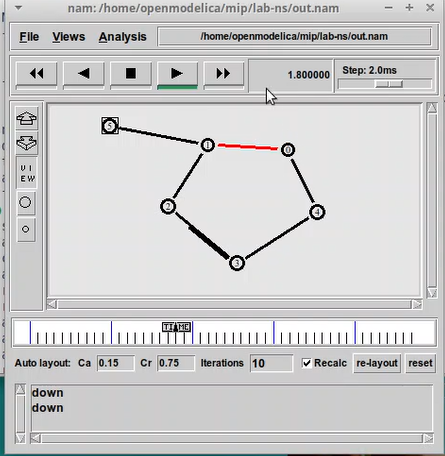 nam: /home/openmodelica/mip/lab-ns/out.nam
File Views Analysis /home/openmodelica/mip/lab-ns/out.nam
1.800000 Step: 2.0ms
5
1
0
2
4
3
VIEW
TIME
Auto layout: Ca 0.15 Cr 0.75 Iterations 10 Recalc re-layout reset
down
down